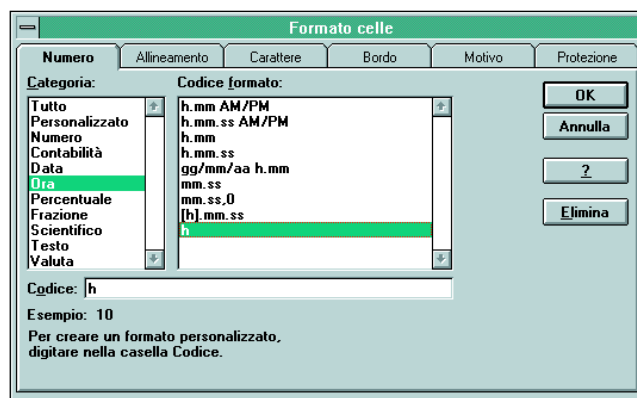 Formato celle
Numero Allineamento Carattere Bordo Motivo Protezione
Categoria:
Tutto
Personalizzato
Numero
Contabilità
Data
Ora
Percentuale
Frazione
Scientifico
Testo
Valuta
Codice formato:
h.mm AM/PM
h.mm.ss AM/PM
h.mm
h.mm.ss
gg/mm/aa h.mm
mm.ss
mm.ss,0
[h].mm.ss
h
OK
Annulla
?
Elimina
Codice: h
Esempio: 10
Per creare un formato personalizzato,
digitare nella casella Codice.